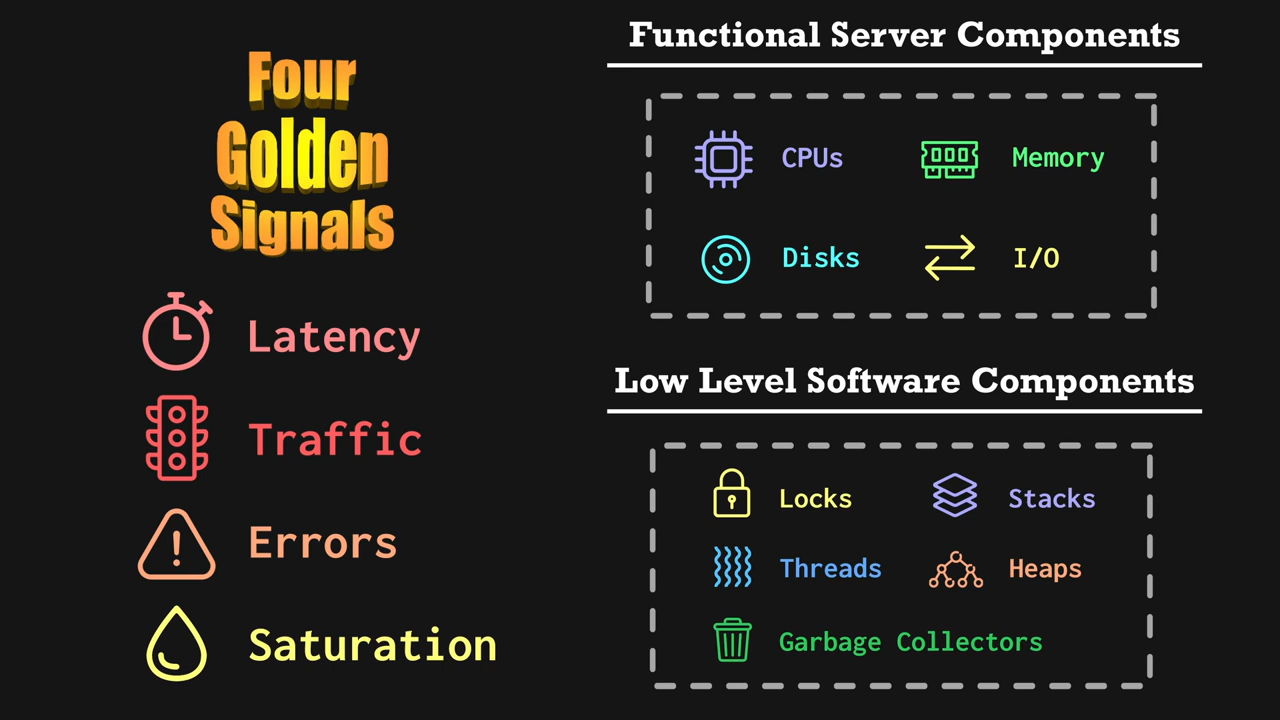 Four
Golden
Signals
Latency
Traffic
Errors
Saturation
Functional Server Components
CPUs
Memory
Disks
I/O
Low Level Software Components
Locks
Stacks
Threads
Heaps
Garbage Collectors